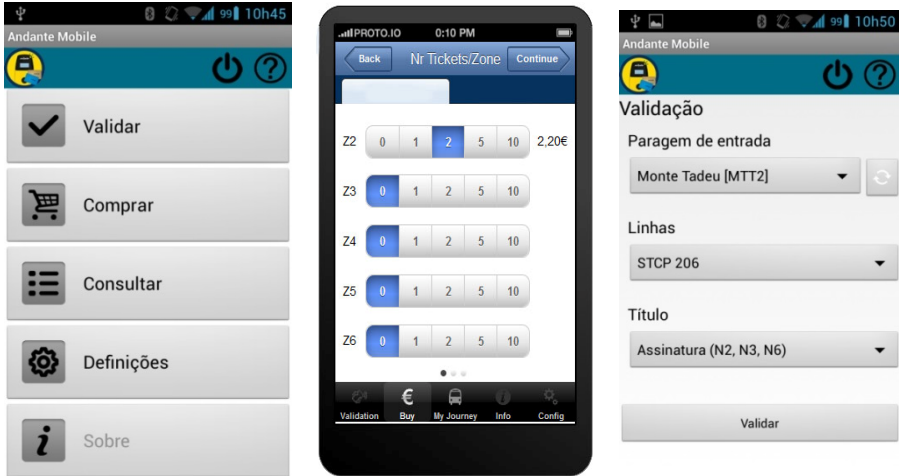 99 10h45
Andante Mobile
?
Validar
Comprar
Consultar
Definições
i Sobre
PROTO.IO 0:10 PM
Back Nr Tickets/Zone Continue
Z2 0 1 2 5 10 2,20€
Z3 0 1 2 5 10
Z4 0 1 2 5 10
Z5 0 1 2 5 10
Z6 0 1 2 5 10
€
Validation Buy My Journey Info Config
99 10h50
Andante Mobile
?
Validação
Paragem de entrada
Monte Tadeu [MTT2]
Linhas
STCP 206
Título
Assinatura (N2, N3, N6)
Validar